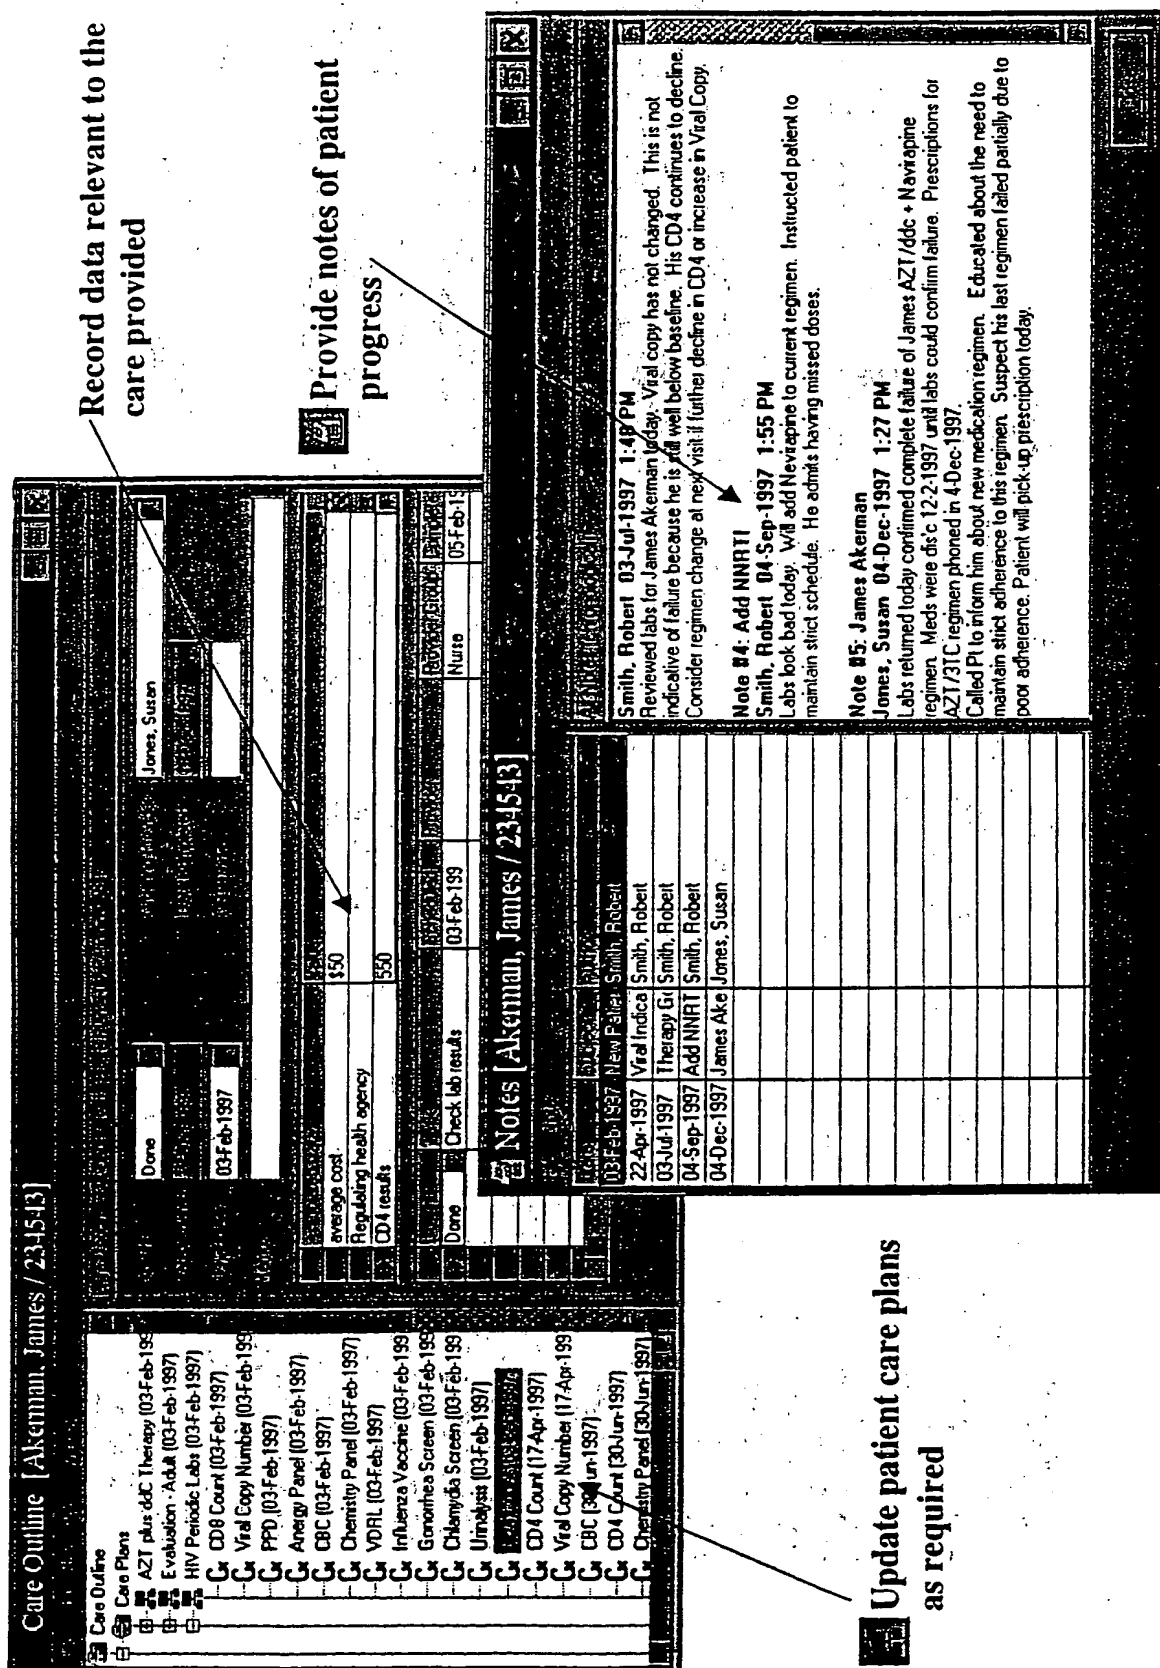 Care Outline [Akerman, James / 234543]
Care Outline
Care Plans
AZT plus ddC Therapy (03-Feb-199
Evaluation - Adult (03-Feb-1997)
HIV Periodic Labs (03-Feb-1997)
CD8 Count (03-Feb-1997)
Viral Copy Number (03-Feb-199
PPD (03-Feb-1997)
Anergy Panel (03-Feb-1997)
CBC (03-Feb-1997)
Chemistry Panel (03-Feb-1997)
VDRL (03-Feb-1997)
Influenza Vaccine (03-Feb-199
Gonorrhea Screen (03-Feb-199
Chlamydia Screen (03-Feb-199
Urinalysis (03-Feb-1997)
CD4 Count (17-Apr-1997)
Viral Copy Number (17-Apr-199
CBC (30-Jun-1997)
CD4 Count (30-Jun-1997)
Chemistry Panel (30-Jun-1997)
Done
Jones, Susan
03-Feb-1997
average cost $50
Regulating health agency
CD4 results 550
Done Check lab results 03-Feb-199 Nurse 05-Feb-19
Record data relevant to the
care provided
Provide notes of patient
progress
Update patient care plans
as required
Notes [Akerman, James / 234543]
03-Feb-1997 New Patien Smith, Robert
22-Apr-1997 Viral Indica Smith, Robert
03-Jul-1997 Therapy Gu Smith, Robert
04-Sep-1997 Add NNRT Smith, Robert
04-Dec-1997 James Ake Jones, Susan
Smith, Robert 03-Jul-1997 1:48 PM
Reviewed labs for James Akerman today. Viral copy has not changed. This is not
indicative of failure because he is still well below baseline. His CD4 continues to decline.
Consider regimen change at next visit if further decline in CD4 or increase in Viral Copy.
Note #4: Add NNRTI
Smith, Robert 04-Sep-1997 1:55 PM
Labs look bad today. Will add Nevirapine to current regimen. Instructed patient to
maintain strict schedule. He admits having missed doses.
Note #5: James Akerman
Jones, Susan 04-Dec-1997 1:27 PM
Labs returned today confirmed complete failure of James AZT/ddc + Navirapine
regimen. Meds were dis'c 12-2-1997 until labs could confirm failure. Prescriptions for
AZT/3TC regimen phoned in 4-Dec-1997.
Called Pt to inform him about new medication regimen. Educated about the need to
maintain strict adherence to this regimen. Suspect his last regimen failed partially due to
poor adherence. Patient will pick-up prescription today.